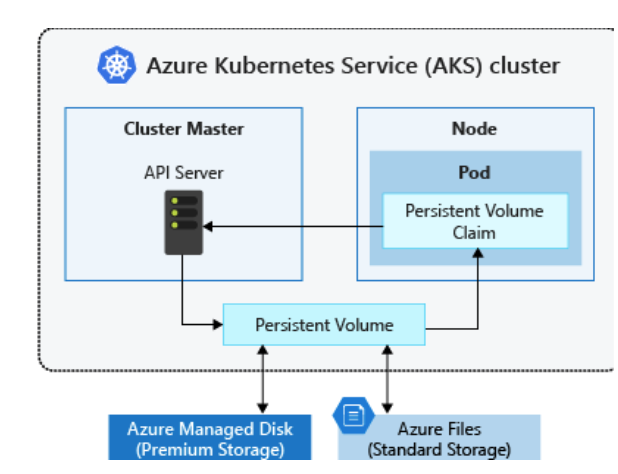 Azure Kubernetes Service (AKS) cluster
Cluster Master
API Server
Node
Pod
Persistent Volume
Claim
Persistent Volume
Azure Managed Disk
(Premium Storage)
Azure Files
(Standard Storage)